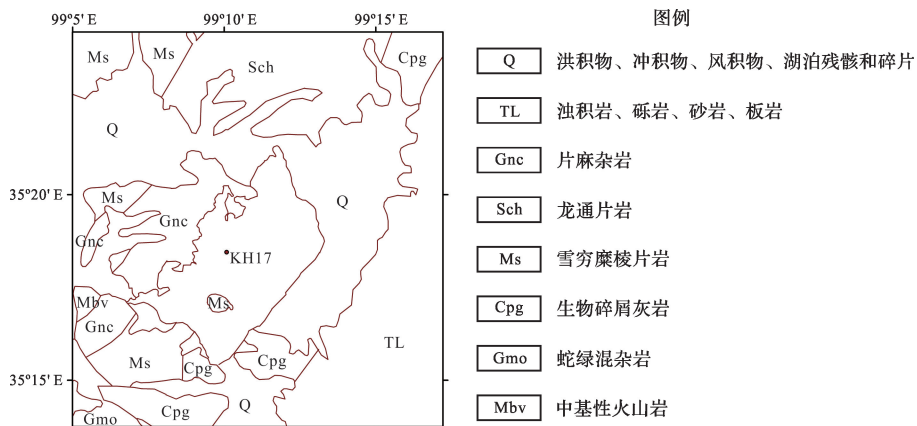 99°5′ E 99°10′ E 99°15′ E
图例
Ms Ms Sch Cpg
Q
35°20′ E
Ms Gnc Q
Gnc
KH17
Mbv Ms
Gnc
TL
Ms Cpg Cpg
35°15′ E
Cpg Q
Gmo
Q 洪积物、冲积物、风积物、湖泊残骸和碎片
TL 浊积岩、砾岩、砂岩、板岩
Gnc 片麻杂岩
Sch 龙通片岩
Ms 雪穷糜棱片岩
Cpg 生物碎屑灰岩
Gmo 蛇绿混杂岩
Mbv 中基性火山岩